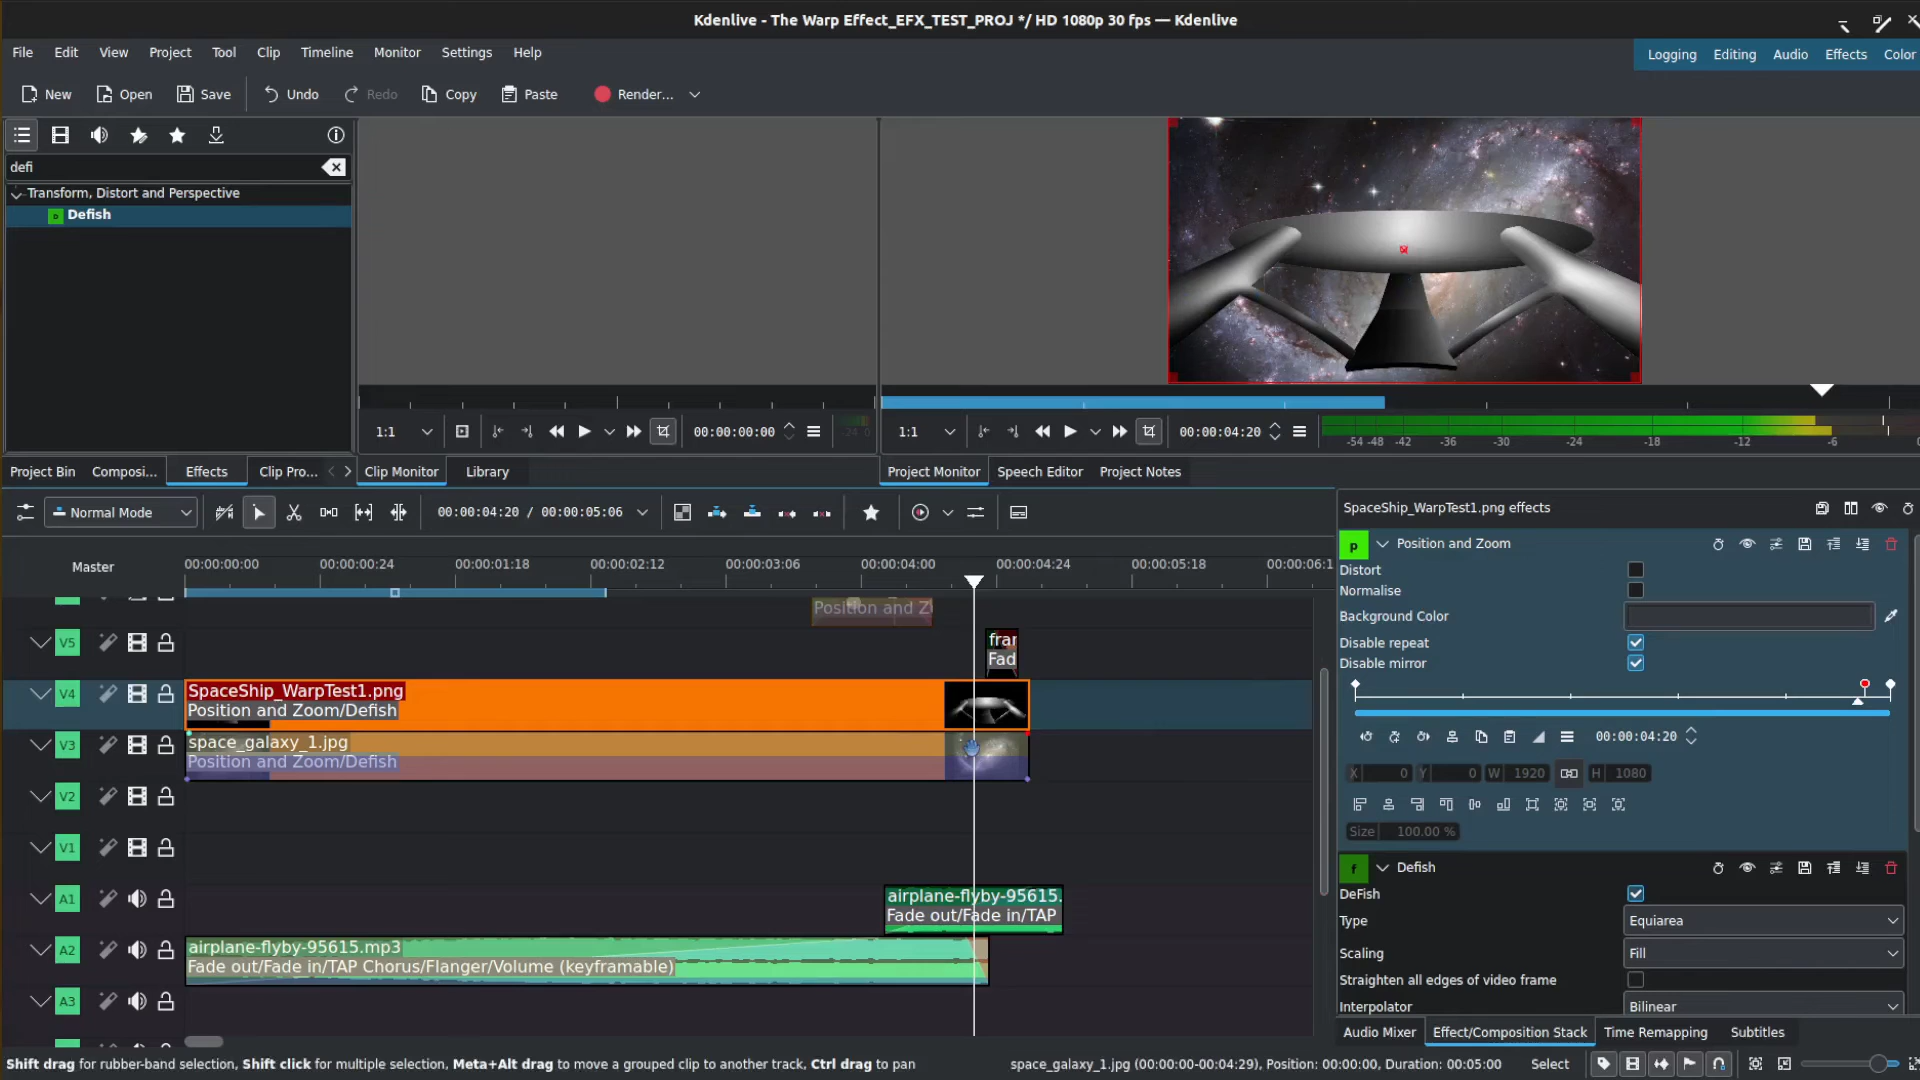 Kdenlive - The Warp Effect_EFX_TEST_PROJ */ HD 1080p 30 fps — Kdenlive
File Edit View Project Tool Clip Timeline Monitor Settings Help
Logging Editing Audio Effects Color
New Open Save Undo Redo Copy Paste Render...
defi
Transform, Distort and Perspective
Defish
1:1 00:00:00:00 -24 0
1:1 00:00:04:20 -54 -48 -42 -36 -30 -24 -18 -12 -6
Project Bin Composi... Effects Clip Pro... Clip Monitor Library
Project Monitor Speech Editor Project Notes
Normal Mode 00:00:04:20 / 00:00:05:06
Master 00:00:00:00 00:00:00:24 00:00:01:18 00:00:02:12 00:00:03:06 00:00:04:00 00:00:04:24 00:00:05:18 00:00:06:1
Position and Z
V5 fran
Fad
V4 SpaceShip_WarpTest1.png
Position and Zoom/Defish
V3 space_galaxy_1.jpg
Position and Zoom/Defish
V2
V1
A1 airplane-flyby-95615.
Fade out/Fade in/TAP
A2 airplane-flyby-95615.mp3
Fade out/Fade in/TAP Chorus/Flanger/Volume (keyframable)
A3
SpaceShip_WarpTest1.png effects
p Position and Zoom
Distort
Normalise
Background Color
Disable repeat
Disable mirror
00:00:04:20
X 0 Y 0 W 1920 H 1080
Size 100.00 %
f Defish
DeFish
Type Equiarea
Scaling Fill
Straighten all edges of video frame
Interpolator Bilinear
Audio Mixer Effect/Composition Stack Time Remapping Subtitles
Shift drag for rubber-band selection, Shift click for multiple selection, Meta+Alt drag to move a grouped clip to another track, Ctrl drag to pan
space_galaxy_1.jpg (00:00:00-00:04:29), Position: 00:00:00, Duration: 00:05:00 Select